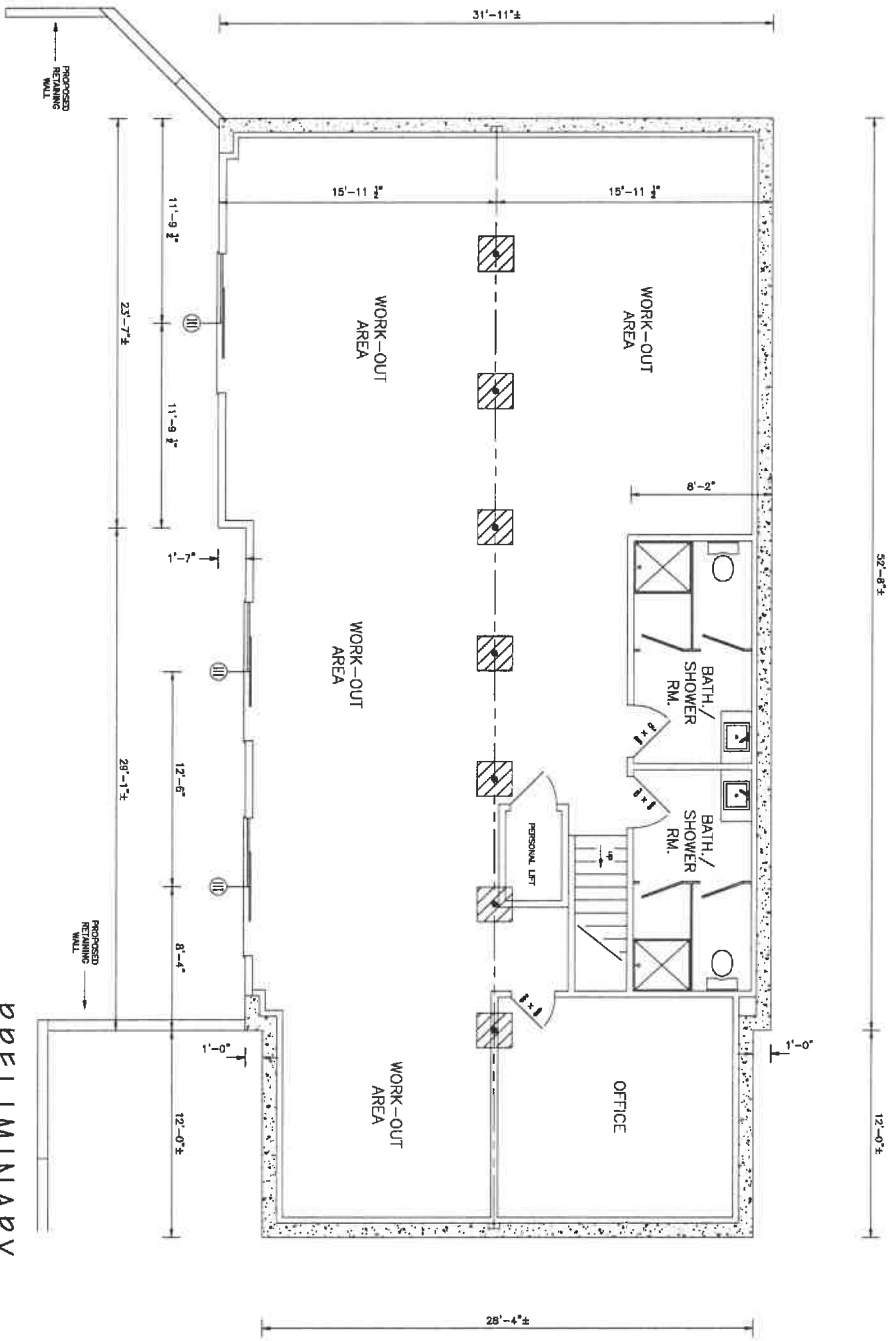 31'-11"±
PROPOSED
RETAINING
WALL
52'-8"±
12'-0"±
11'-9 ½"
11'-9 ½"
23'-7"±
15'-11 ½"
15'-11 ½"
WORK-OUT
AREA
WORK-OUT
AREA
8'-2"
1'-7"
BATH./
SHOWER
RM.
BATH./
SHOWER
RM.
WORK-OUT
AREA
PERSONAL LIFT
UP
12'-6"
29'-1"±
8'-4"
PROPOSED
RETAINING
WALL
1'-0"
1'-0"
12'-0"±
WORK-OUT
AREA
OFFICE
28'-4"±
PRELIMINARY